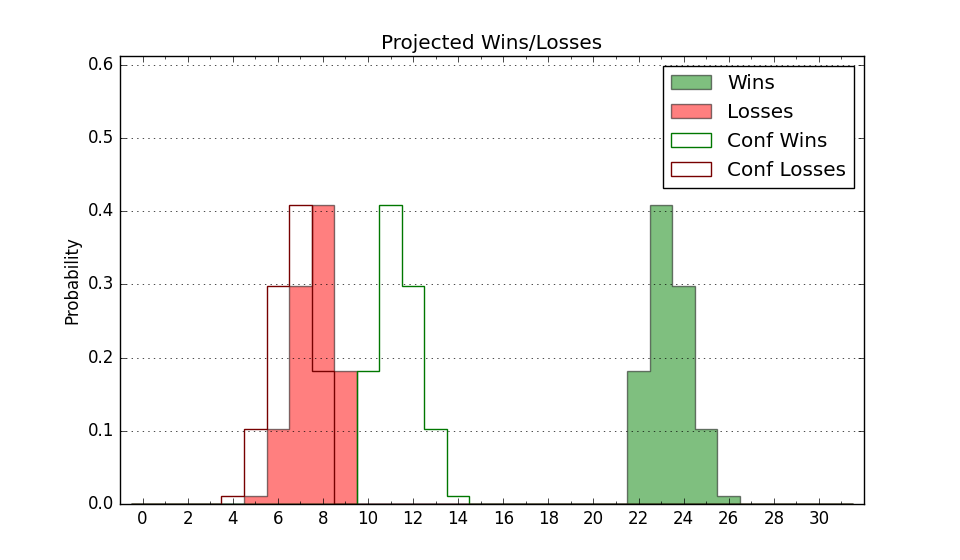 Projected Wins/Losses
0.6
0.5
0.4
0.3
0.2
0.1
0.0
Probability
Wins
Losses
Conf Wins
Conf Losses
0 2 4 6 8 10 12 14 16 18 20 22 24 26 28 30